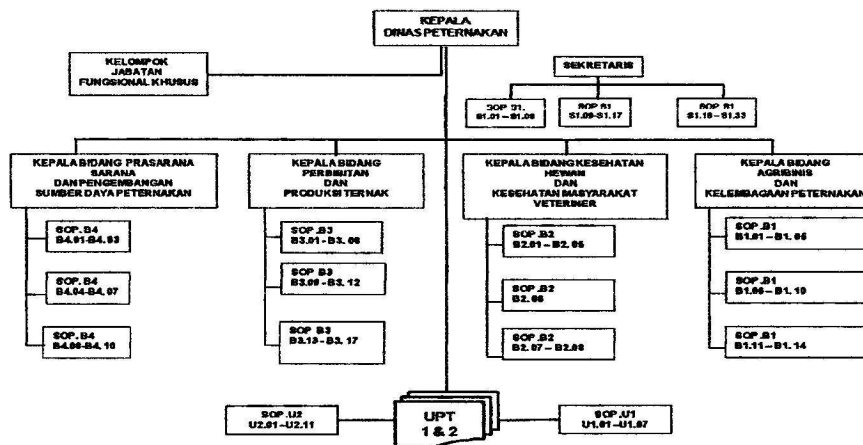 KEPALA
DINAS PETERNAKAN
KELOMPOK
JABATAN
FUNGSIONAL KHUSUS
SEKRETARIS
SOP. S1.
S1.01 – S1.08
SOP. S1
S1.09-S1.17
SOP. S1
S1.18 – S1.33
KEPALA BIDANG PRASARANA
SARANA
DAN PENGEMBANGAN
SUMBER DAYA PETERNAKAN
KEPALA BIDANG
PERBIBITAN
DAN
PRODUKSI TERNAK
KEPALA BIDANG KESEHATAN
HEWAN
DAN
KESEHATAN MASYARAKAT
VETERINER
KEPALA BIDANG
AGRIBINIS
DAN
KELEMBAGAAN PETERNAKAN
SOP. B4
B4.01-B4.03
SOP. B4
B4.04-B4.07
SOP. B4
B4.08-B4.10
SOP. B3
B3.01 - B3. 08
SOP B3
B3.09 - B3. 12
SOP B3
B3.13 - B3. 17
SOP .B2
B2.01 – B2. 05
SOP .B2
B2. 06
SOP .B2
B2. 07 – B2.08
SOP .B1
B1.01 – B1. 05
SOP .B1
B1.06 – B1. 10
SOP .B1
B1.11 – B1. 14
SOP. U2
U2.01 – U2.11
UPT
1 & 2
SOP. U1
U1.01 – U1.07